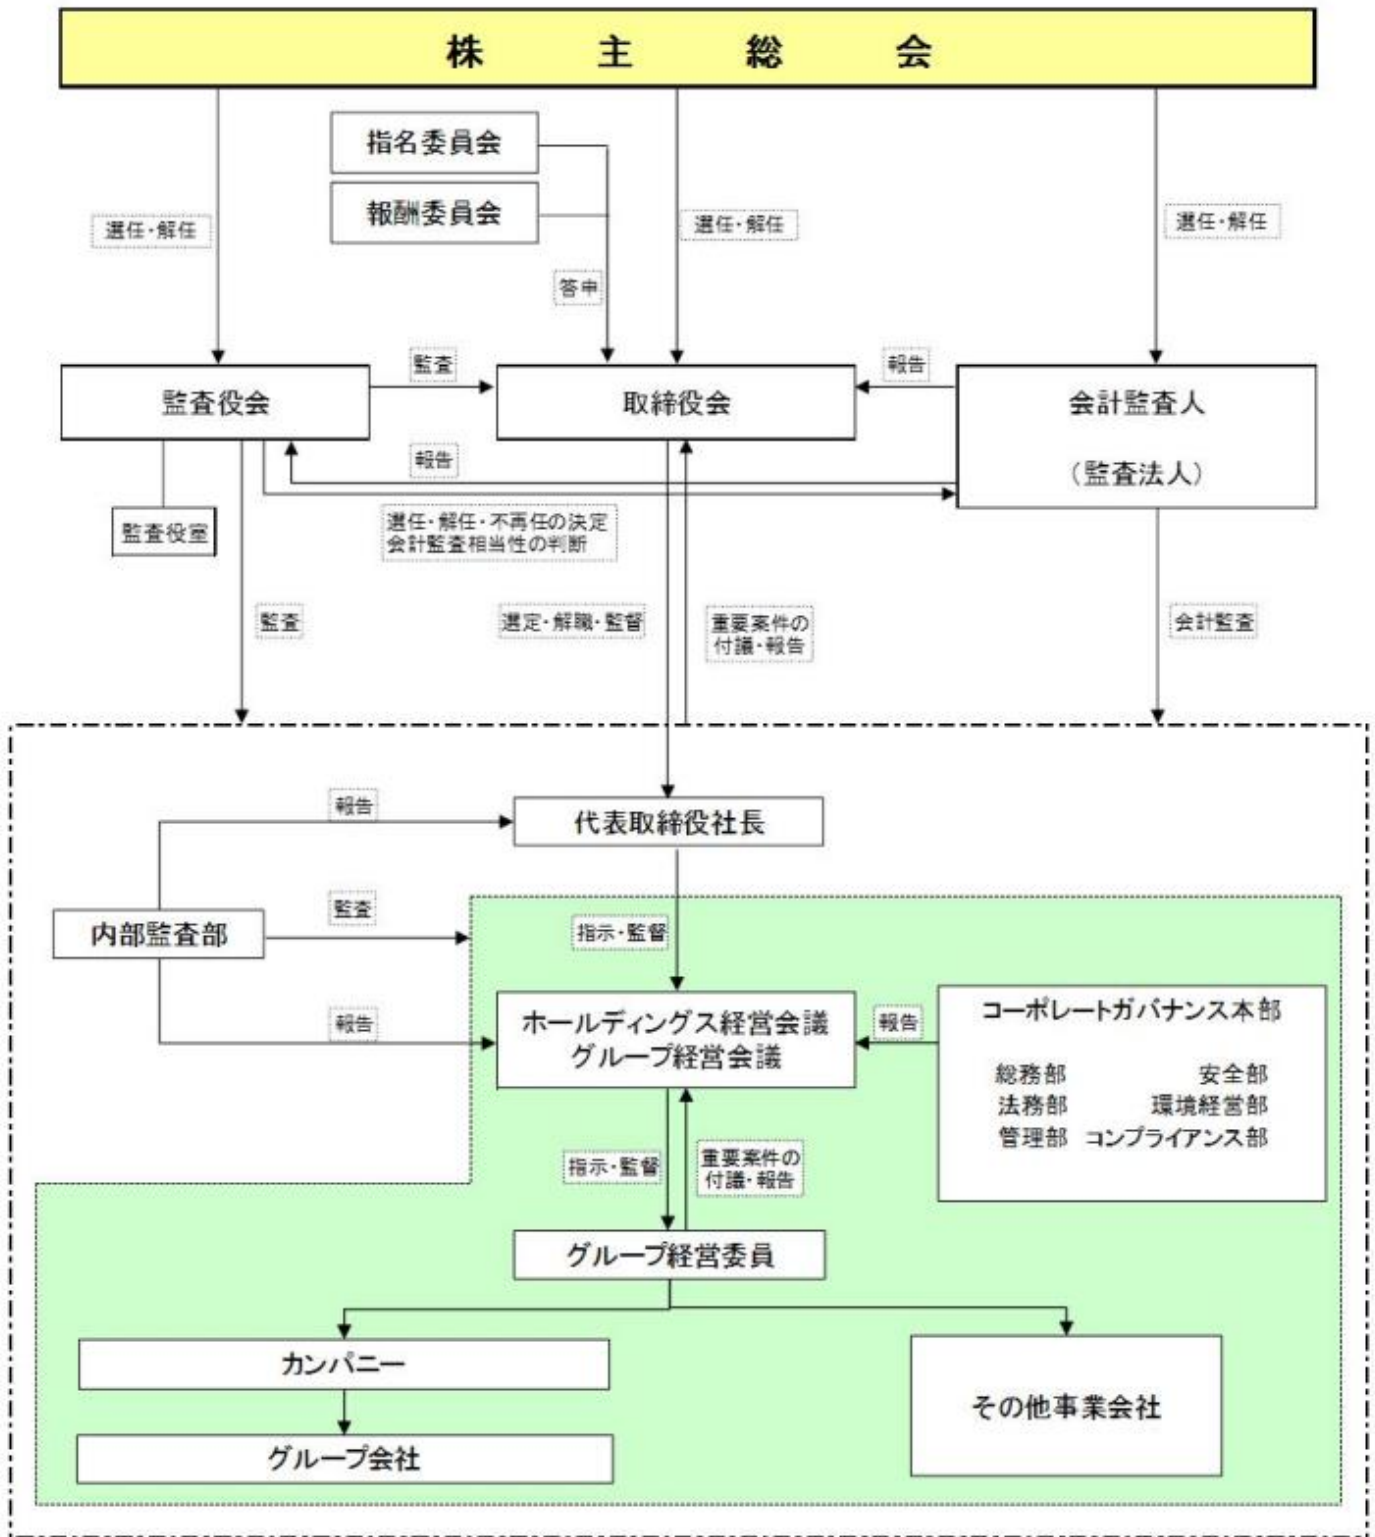 株主総会
指名委員会
報酬委員会
選任・解任
選任・解任
選任・解任
答申
監査役会
監査
取締役会
報告
会計監査人
（監査法人）
報告
監査役室
選任・解任・不再任の決定
会計監査相当性の判断
監査
選定・解職・監督
重要案件の
付議・報告
会計監査
報告
代表取締役社長
監査
内部監査部
指示・監督
報告
ホールディングス経営会議
グループ経営会議
報告
コーポレートガバナンス本部
総務部 安全部
法務部 環境経営部
管理部 コンプライアンス部
指示・監督
重要案件の
付議・報告
グループ経営委員
カンパニー
その他事業会社
グループ会社